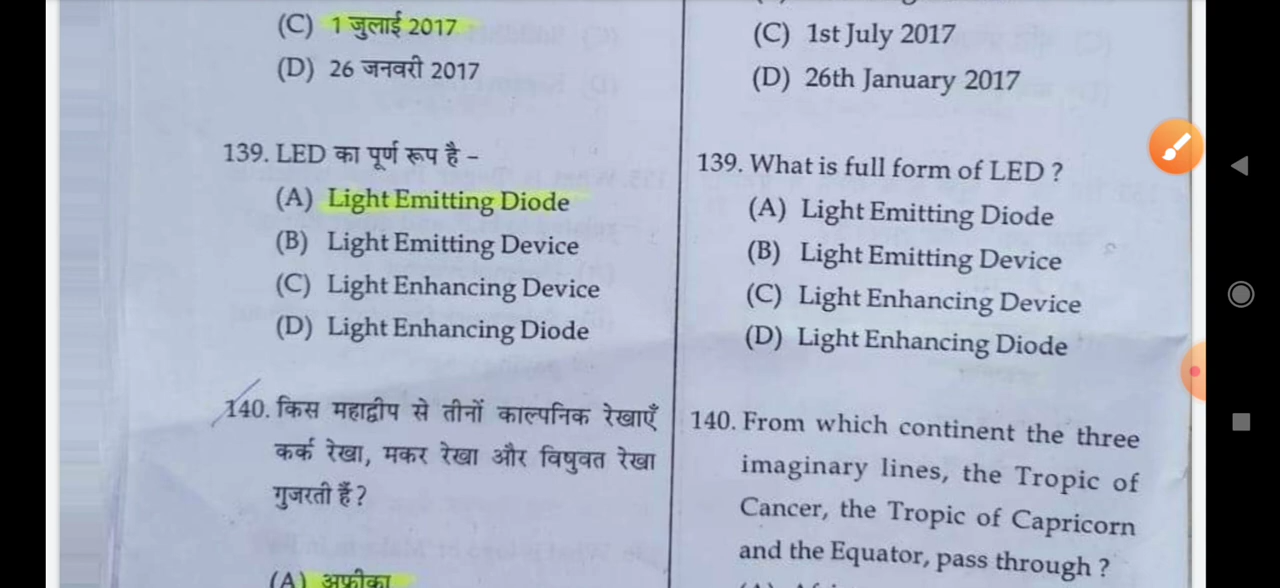 (C) 1 जुलाई 2017
(D) 26 जनवरी 2017
139. LED का पूर्ण रूप है –
(A) Light Emitting Diode
(B) Light Emitting Device
(C) Light Enhancing Device
(D) Light Enhancing Diode
140. किस महाद्वीप से तीनों काल्पनिक रेखाएँ
कर्क रेखा, मकर रेखा और विषुवत रेखा
गुजरती हैं?
(A) अफ्रीका
(C) 1st July 2017
(D) 26th January 2017
139. What is full form of LED ?
(A) Light Emitting Diode
(B) Light Emitting Device
(C) Light Enhancing Device
(D) Light Enhancing Diode
140. From which continent the three
imaginary lines, the Tropic of
Cancer, the Tropic of Capricorn
and the Equator, pass through ?